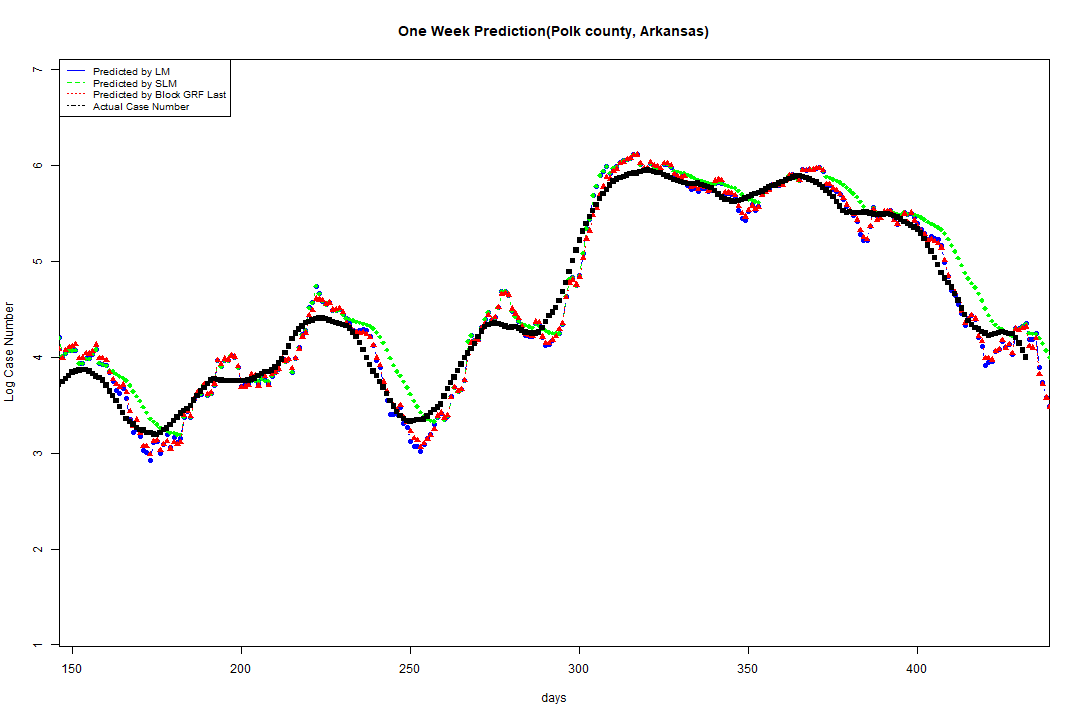 One Week Prediction(Polk county, Arkansas)
Predicted by LM
Predicted by SLM
Predicted by Block GRF Last
Actual Case Number
7
6
5
4
3
2
1
Log Case Number
150 200 250 300 350 400
days